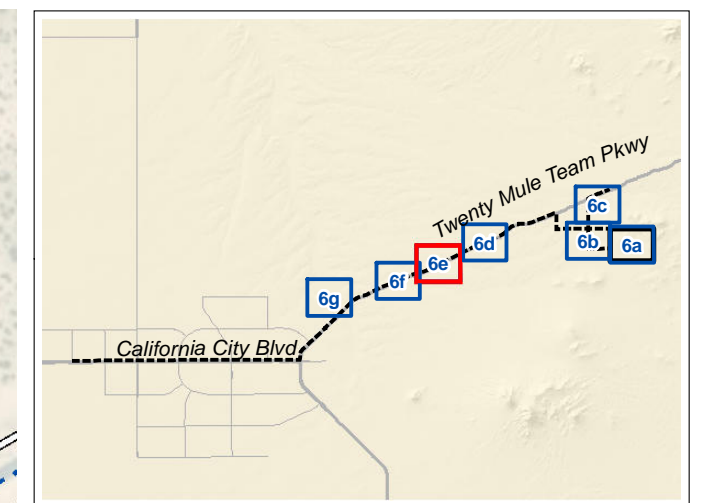 Twenty Mule Team Pkwy
6c
6d
6b
6a
6e
6f
6g
California City Blvd